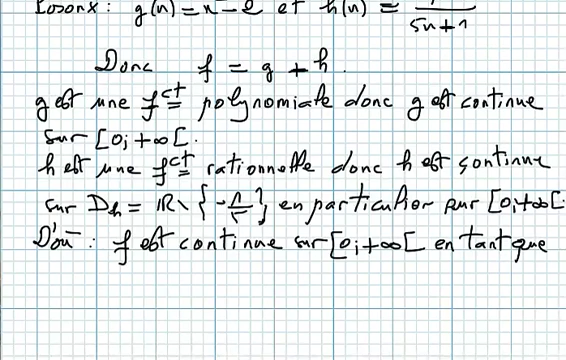 Posons : g(x) = x - 2 et h(x) =
5x + 1
Donc f = g + h.
g est une fct polynomiale donc g est continue
sur [0; +∞[.
h est une fct rationnelle donc h est continue
sur Dh = ℝ \ {-1/5} en particulier sur [0; +∞[
D'où : f est continue sur [0; +∞[ en tant que